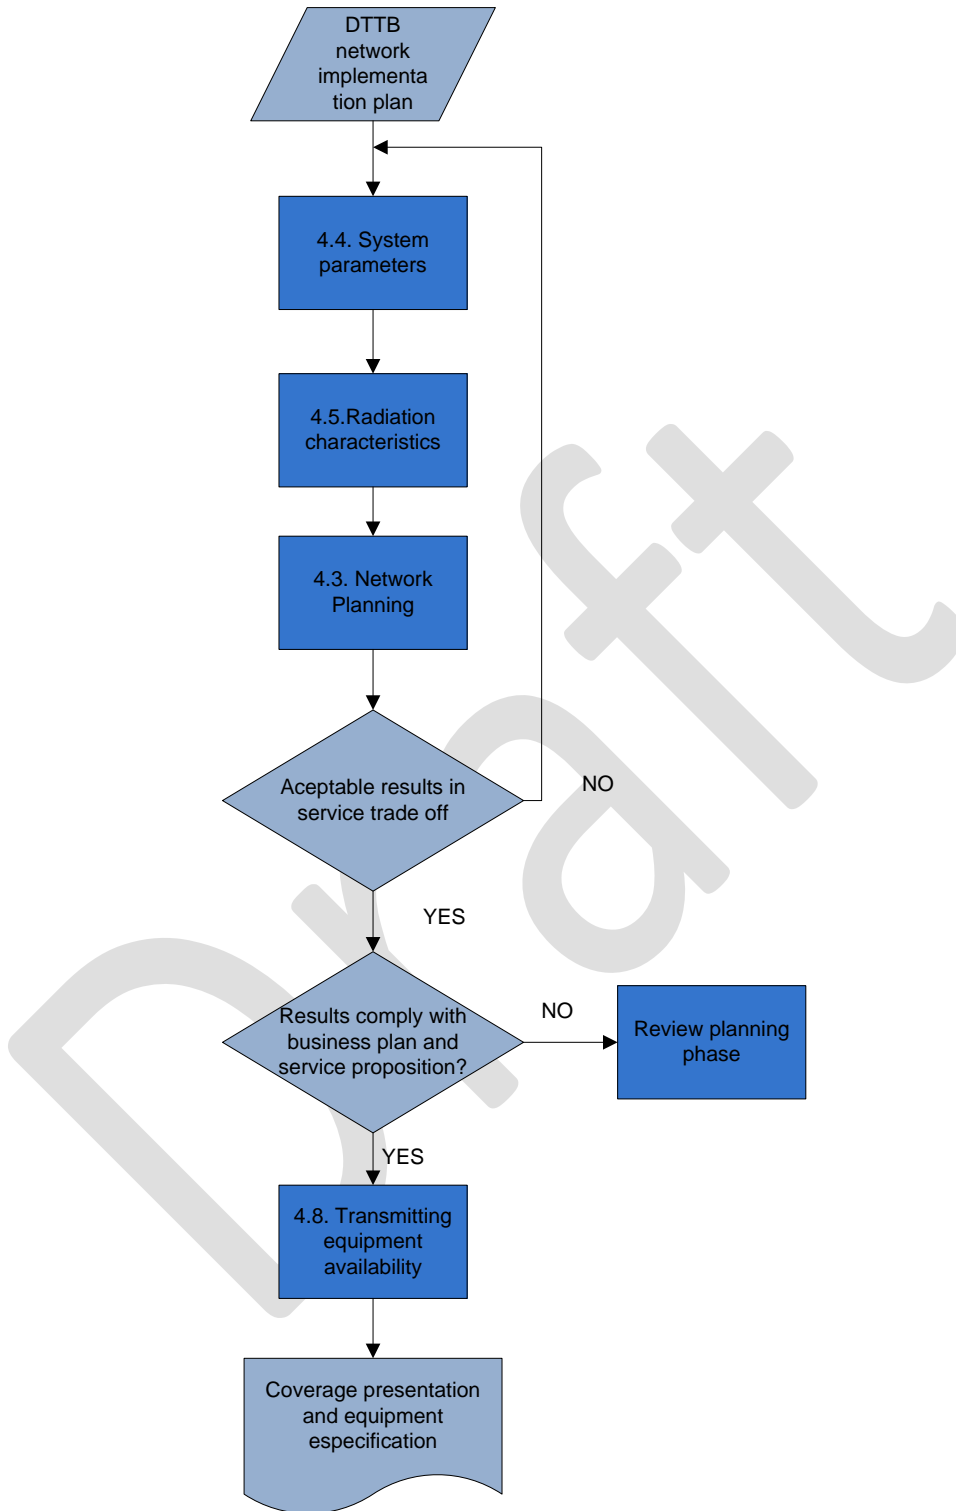 DTTB
network
implementa
tion plan
4.4. System
parameters
4.5.Radiation
characteristics
4.3. Network
Planning
Aceptable results in
service trade off
NO
YES
Results comply with
business plan and
service proposition?
NO
Review planning
phase
YES
4.8. Transmitting
equipment
availability
Coverage presentation
and equipment
especification
Draft